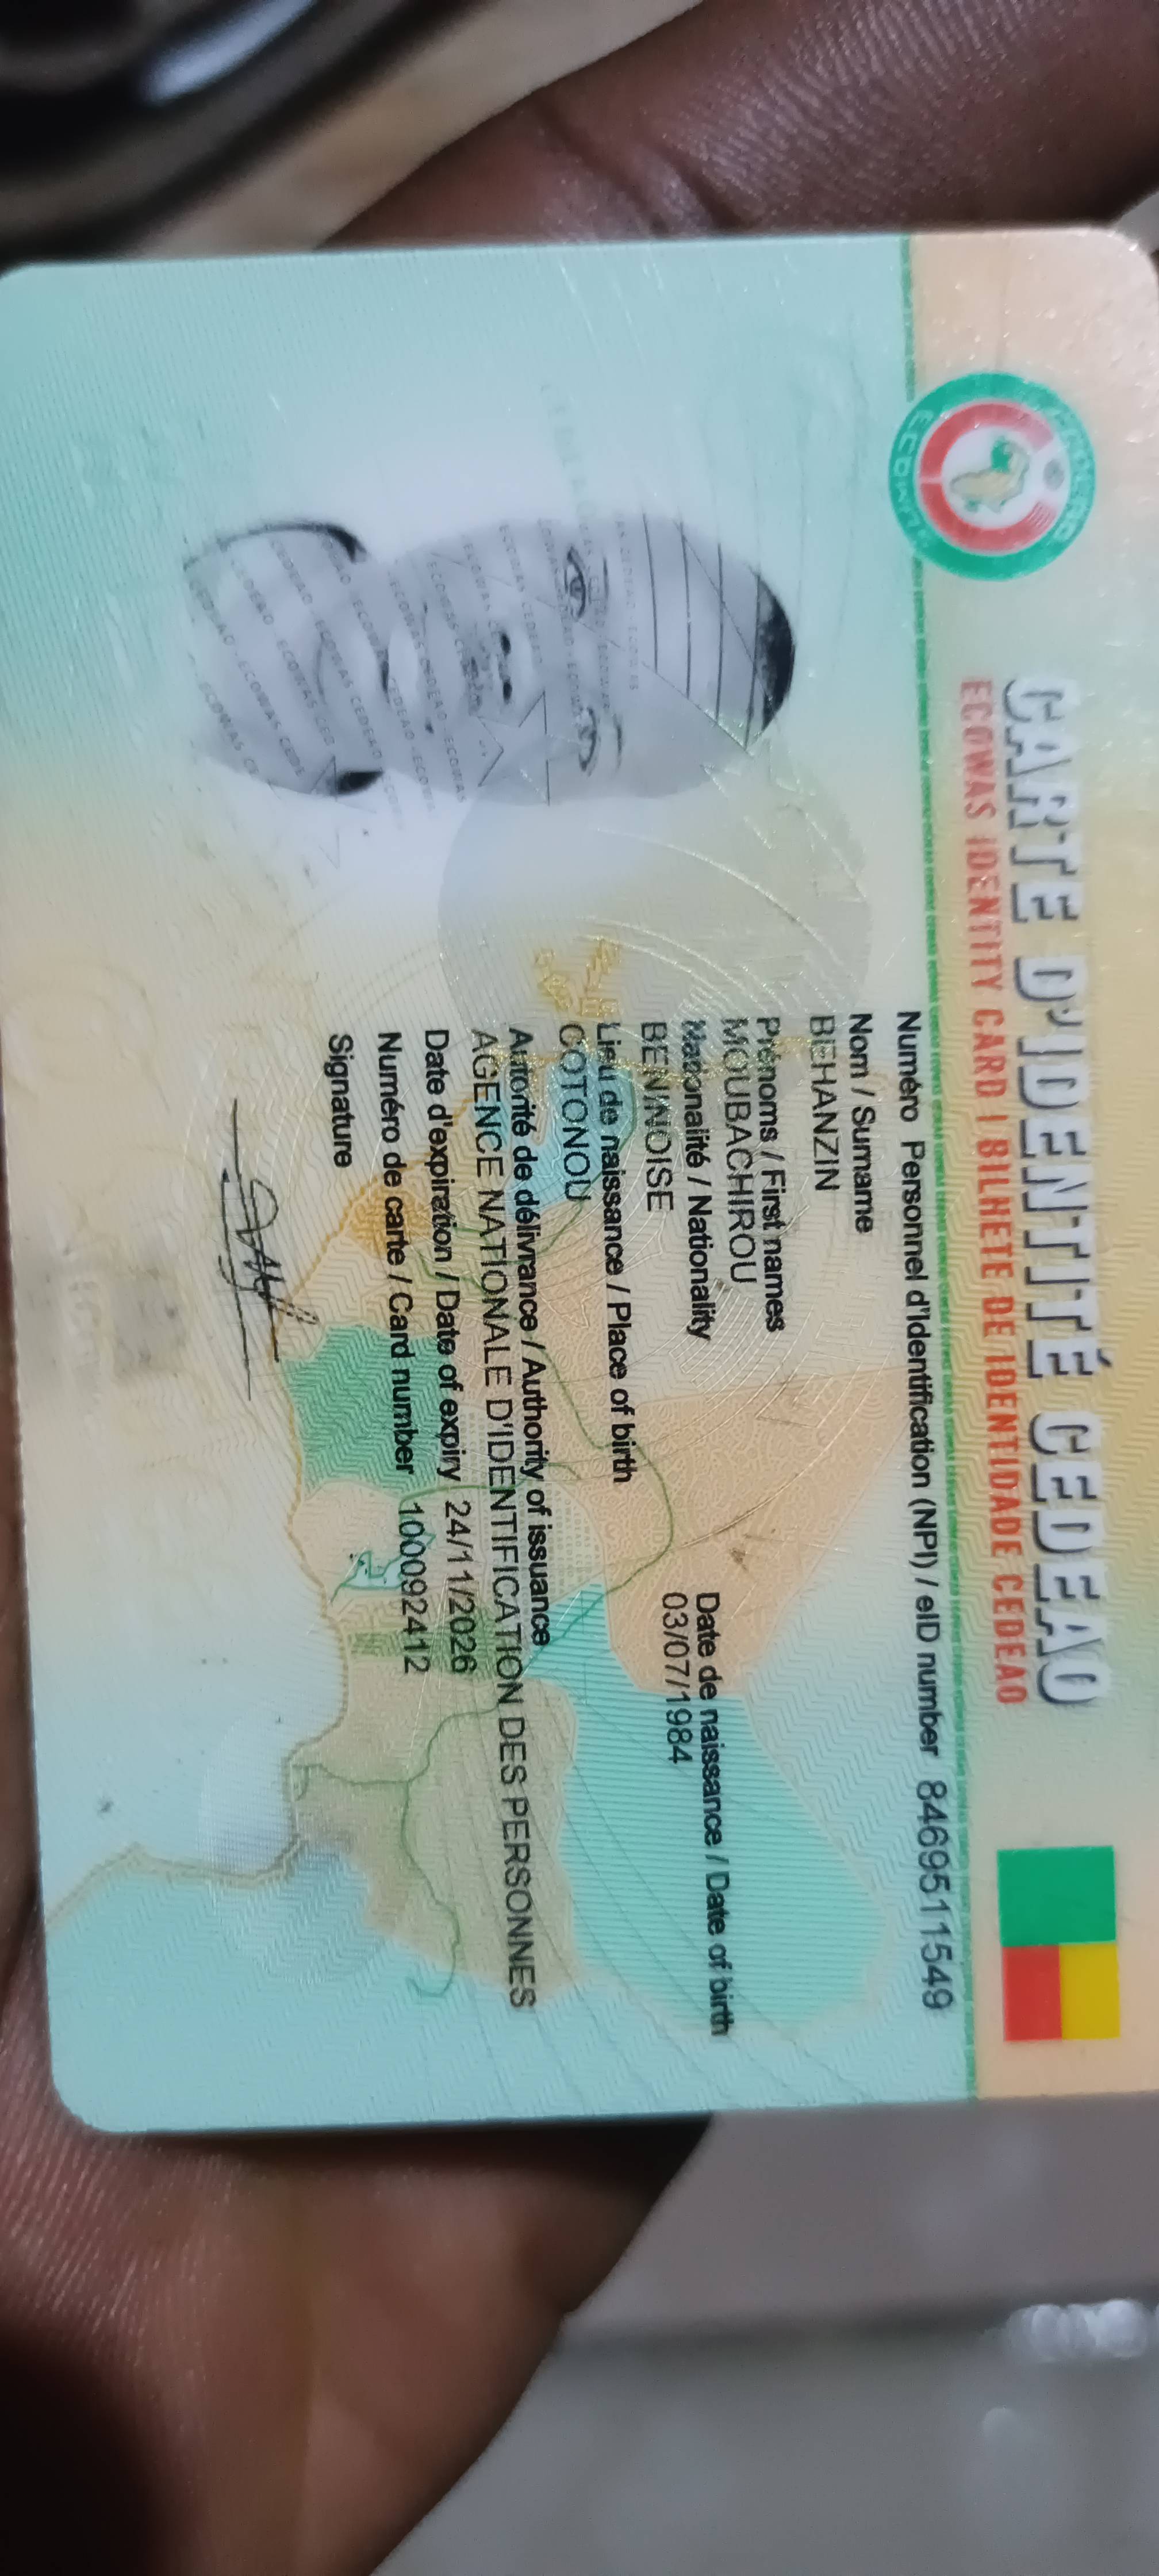 CARTE D'IDENTITÉ CEDEAO
ECOWAS IDENTITY CARD | BILHETE DE IDENTIDADE CEDEAO
Numéro Personnel d'Identification (NPI) / eID number 8469511549
Nom / Surname
BEHANZIN
Prénoms / First names
MOUBACHIROU
Nationalité / Nationality
BENINOISE
Date de naissance / Date of birth
03/07/1984
Lieu de naissance / Place of birth
COTONOU
Autorité de délivrance / Authority of issuance
AGENCE NATIONALE D'IDENTIFICATION DES PERSONNES
Date d'expiration / Date of expiry 24/11/2026
Numéro de carte / Card number 100092412
Signature